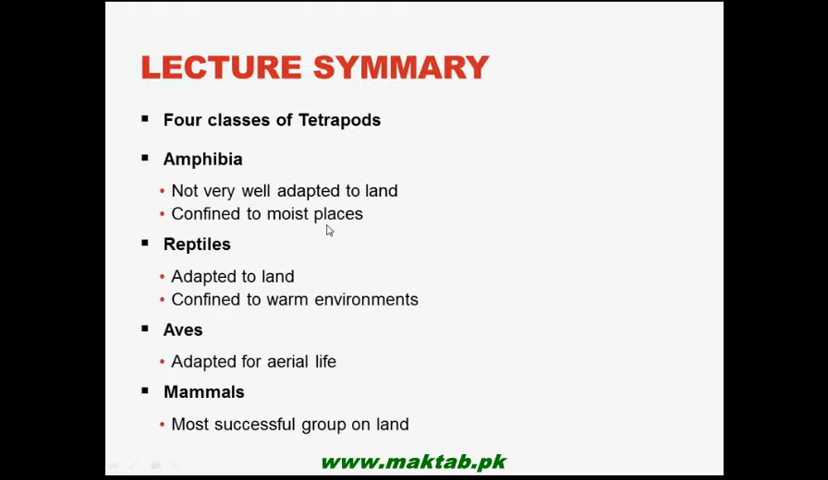 LECTURE SYMMARY
▪ Four classes of Tetrapods
▪ Amphibia
• Not very well adapted to land
• Confined to moist places
▪ Reptiles
• Adapted to land
• Confined to warm environments
▪ Aves
• Adapted for aerial life
▪ Mammals
• Most successful group on land
www.maktab.pk